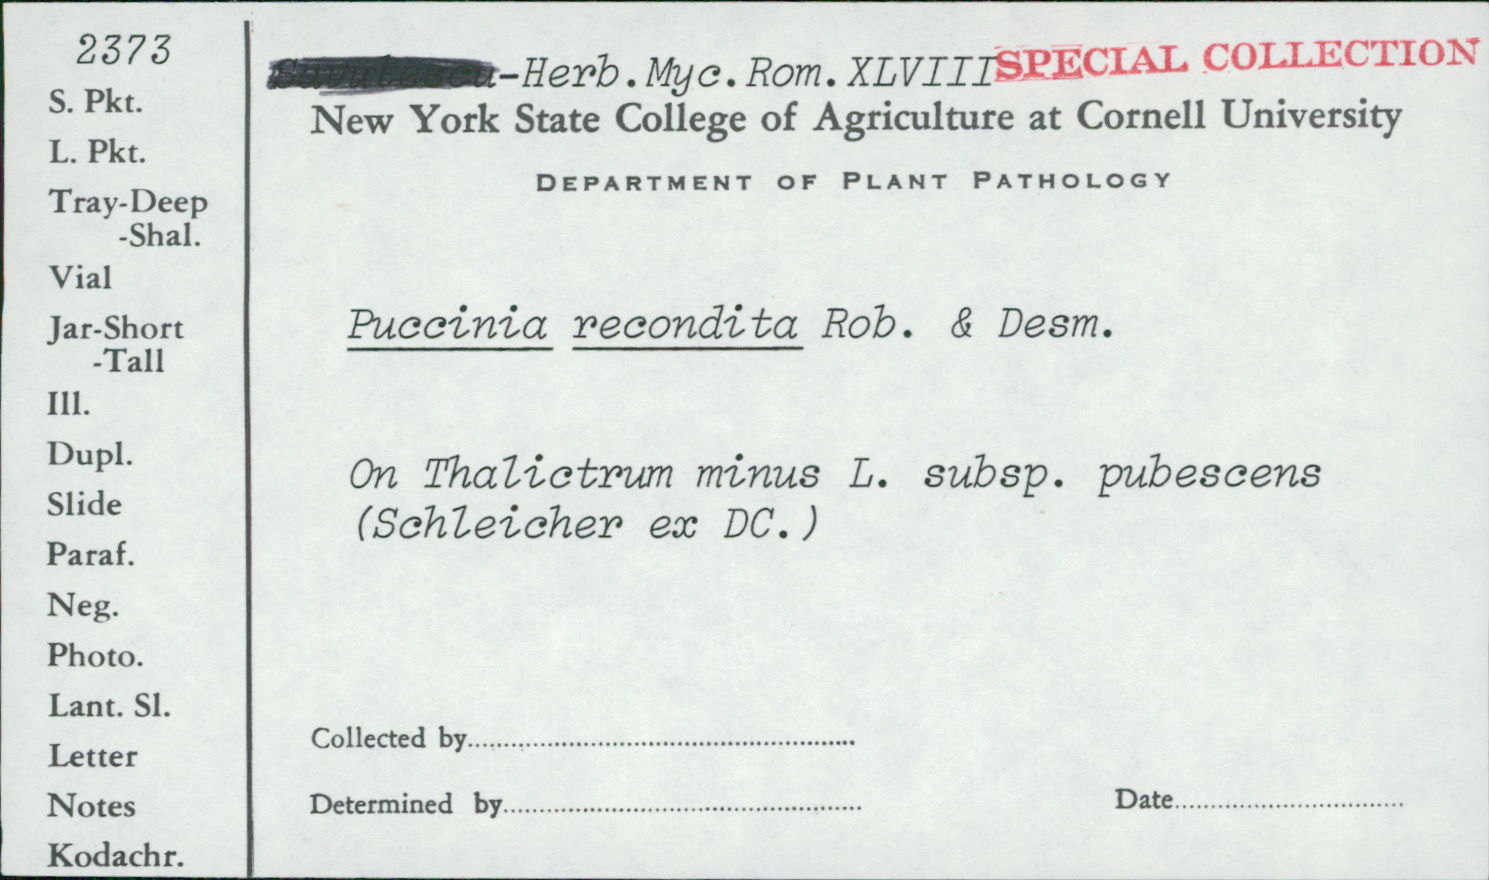 2373
S. Pkt.
L. Pkt.
Tray-Deep
-Shal.
Vial
Jar-Short
-Tall
Ill.
Dupl.
Slide
Paraf.
Neg.
Photo.
Lant. Sl.
Letter
Notes
Kodachr.
-Herb.Myc.Rom.XLVIII SPECIAL COLLECTION
New York State College of Agriculture at Cornell University
DEPARTMENT OF PLANT PATHOLOGY
Puccinia recondita Rob. & Desm.
On Thalictrum minus L. subsp. pubescens
(Schleicher ex DC.)
Collected by
Determined by
Date